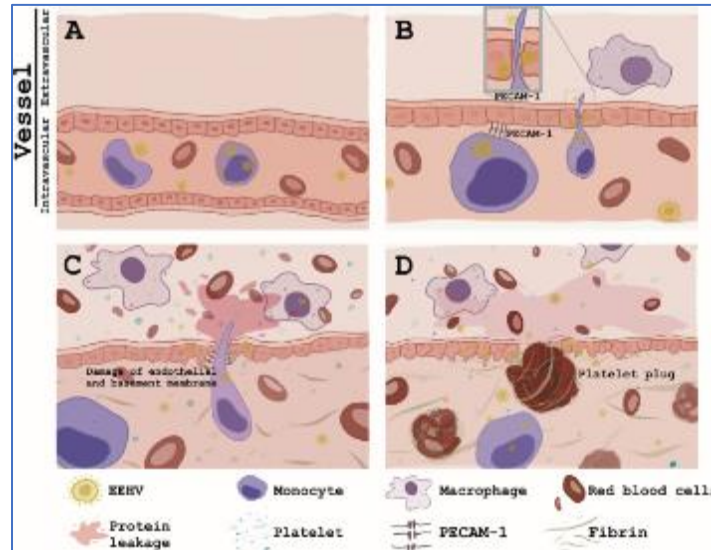 A
B
Vessel
Extravascular
Intravascular
PECAM-1
PECAM-1
C
D
Damage of endothelial
and basement membrane
Platelet plug
EEHV
Monocyte
Macrophage
Red blood cell
Protein
leakage
Platelet
PECAM-1
Fibrin